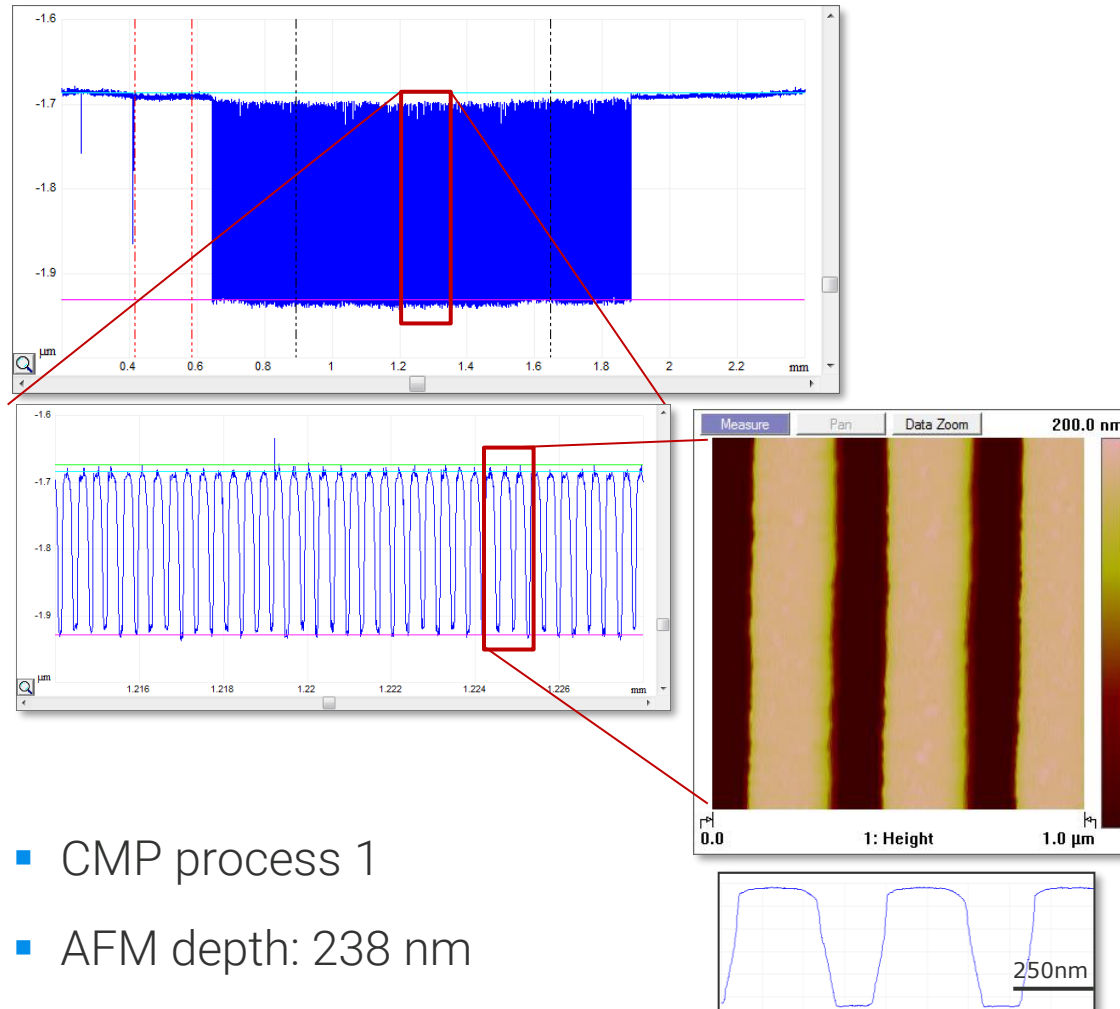 -1.6
-1.7
-1.8
-1.9
µm
0.4 0.6 0.8 1 1.2 1.4 1.6 1.8 2 2.2 mm
-1.6
-1.7
-1.8
-1.9
µm
1.216 1.218 1.22 1.222 1.224 1.226 mm
Measure Pan Data Zoom 200.0 nm
0.0 1: Height 1.0 µm
250nm
CMP process 1
AFM depth: 238 nm